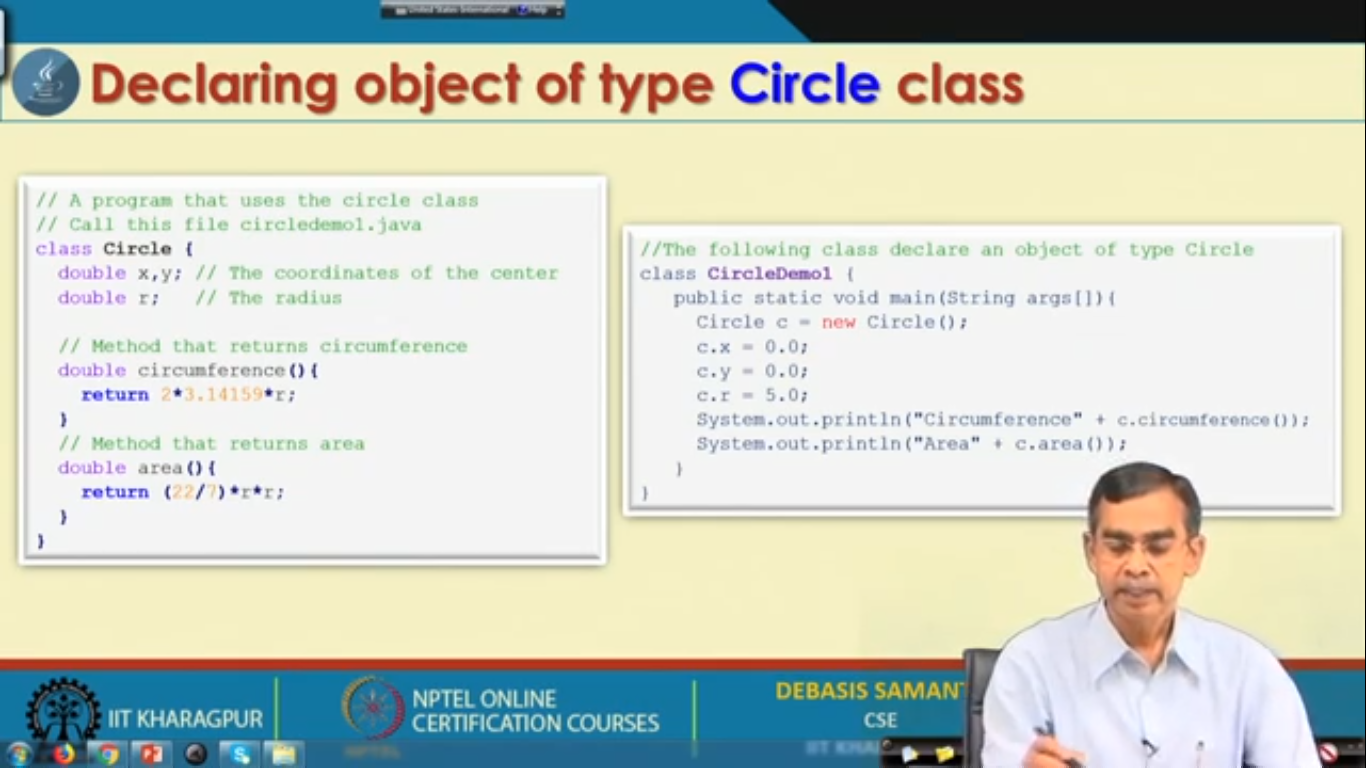 United States International Help
Declaring object of type Circle class
// A program that uses the circle class
// Call this file circledemo1.java
class Circle {
double x,y; // The coordinates of the center
double r; // The radius
// Method that returns circumference
double circumference(){
return 2*3.14159*r;
}
// Method that returns area
double area(){
return (22/7)*r*r;
}
}
//The following class declare an object of type Circle
class CircleDemo1 {
public static void main(String args[]){
Circle c = new Circle();
c.x = 0.0;
c.y = 0.0;
c.r = 5.0;
System.out.println("Circumference" + c.circumference());
System.out.println("Area" + c.area());
}
}
IIT KHARAGPUR
NPTEL ONLINE
CERTIFICATION COURSES
DEBASIS SAMANT
CSE